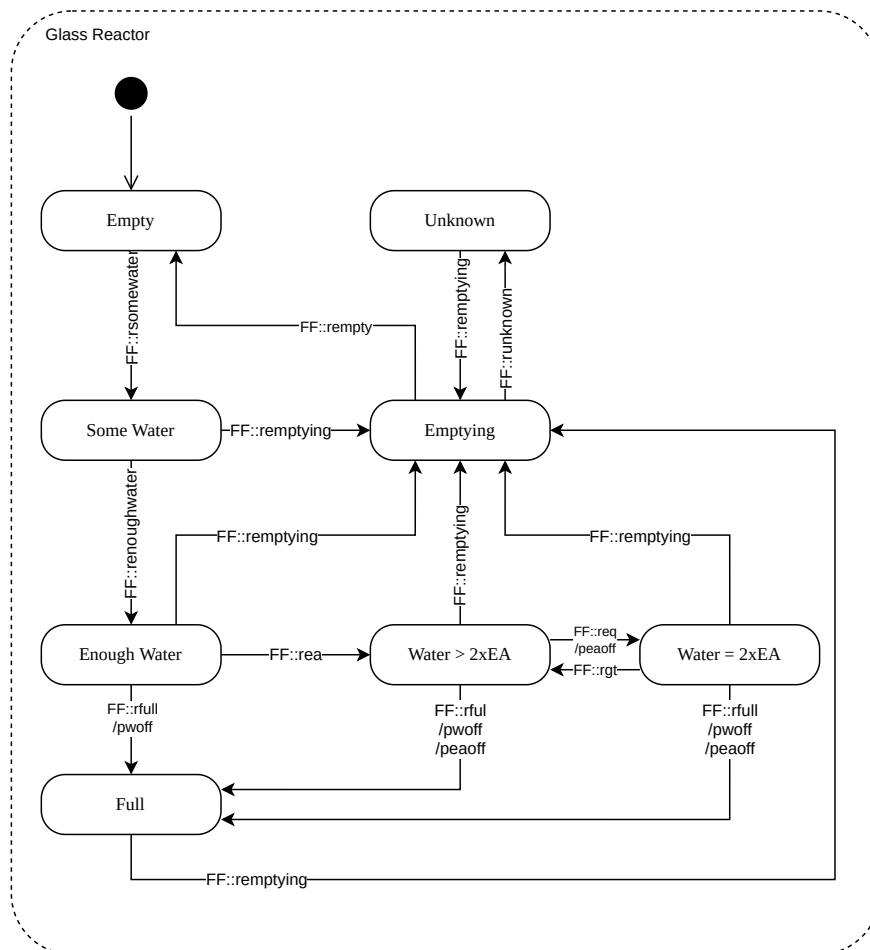 Glass Reactor
Empty
Unknown
FF::rsomewater
FF::remptying
FF::runknown
FF::rempty
Some Water
FF::remptying
Emptying
FF::renoughwater
FF::remptying
FF::remptying
FF::remptying
Enough Water
FF::rea
Water > 2xEA
FF::req
/peaoff
FF::rgt
Water = 2xEA
FF::rfull
/pwoff
FF::rful
/pwoff
/peaoff
FF::rfull
/pwoff
/peaoff
Full
FF::remptying